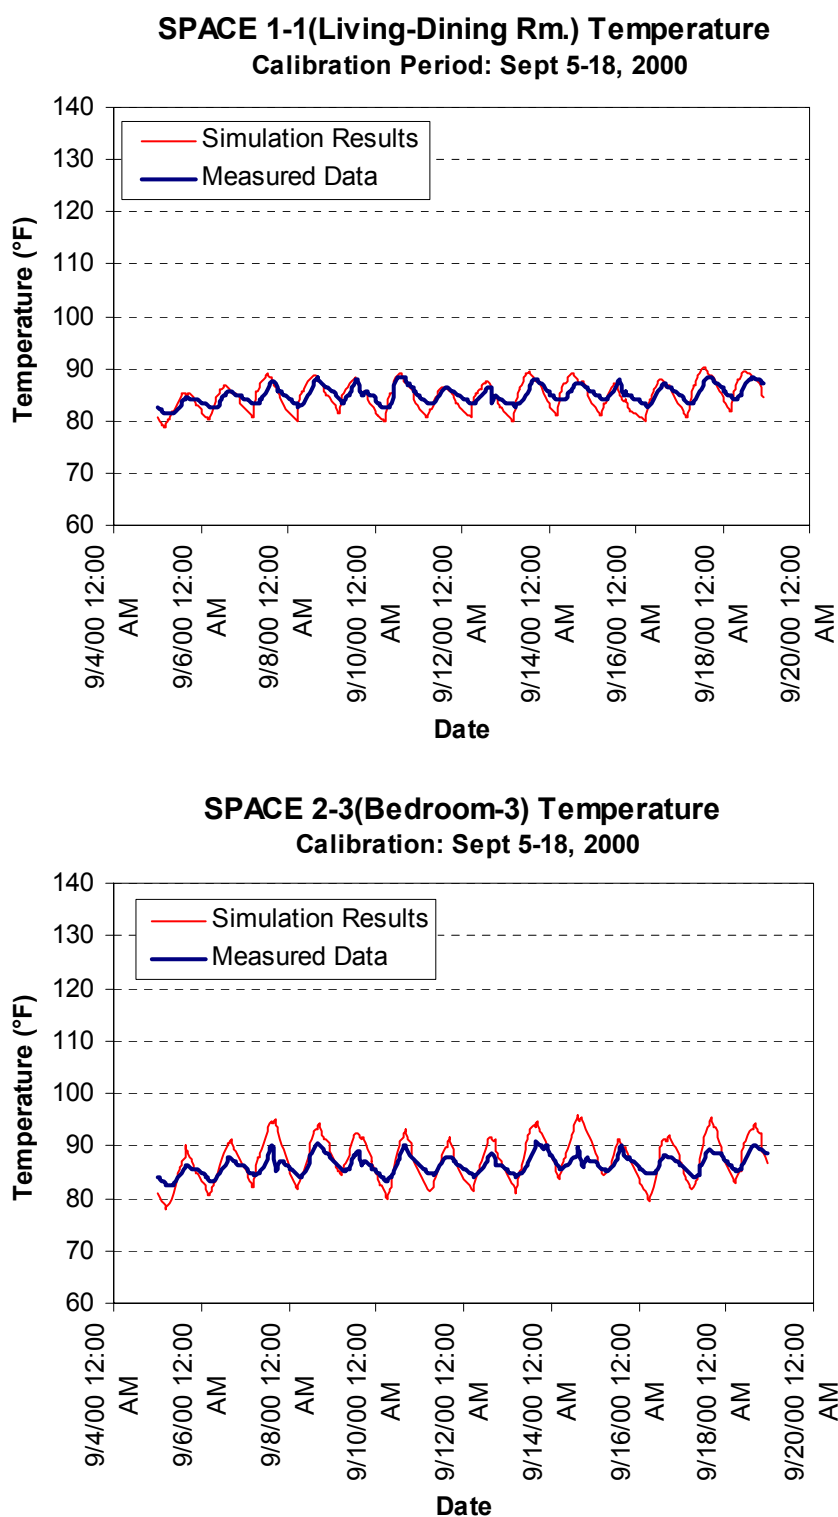 SPACE 1-1(Living-Dining Rm.) Temperature
Calibration Period: Sept 5-18, 2000
Temperature (°F)
140
130
120
110
100
90
80
70
60
Simulation Results
Measured Data
9/4/00 12:00
AM
9/6/00 12:00
AM
9/8/00 12:00
AM
9/10/00 12:00
AM
9/12/00 12:00
AM
9/14/00 12:00
AM
9/16/00 12:00
AM
9/18/00 12:00
AM
9/20/00 12:00
AM
Date
SPACE 2-3(Bedroom-3) Temperature
Calibration: Sept 5-18, 2000
Temperature (°F)
140
130
120
110
100
90
80
70
60
Simulation Results
Measured Data
9/4/00 12:00
AM
9/6/00 12:00
AM
9/8/00 12:00
AM
9/10/00 12:00
AM
9/12/00 12:00
AM
9/14/00 12:00
AM
9/16/00 12:00
AM
9/18/00 12:00
AM
9/20/00 12:00
AM
Date